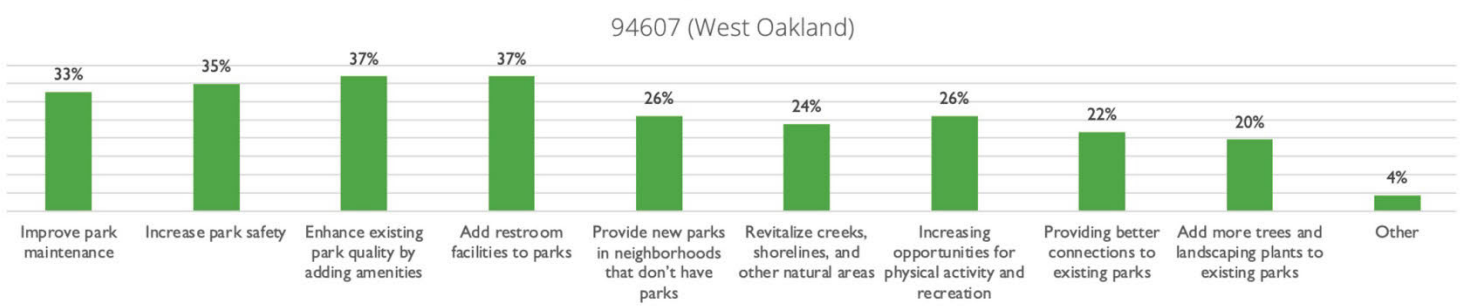 94607 (West Oakland)
33%
35%
37%
37%
26%
24%
26%
22%
20%
4%
Improve park
maintenance
Increase park safety
Enhance existing
park quality by
adding amenities
Add restroom
facilities to parks
Provide new parks
in neighborhoods
that don't have
parks
Revitalize creeks,
shorelines, and
other natural areas
Increasing
opportunities for
physical activity and
recreation
Providing better
connections to
existing parks
Add more trees and
landscaping plants to
existing parks
Other